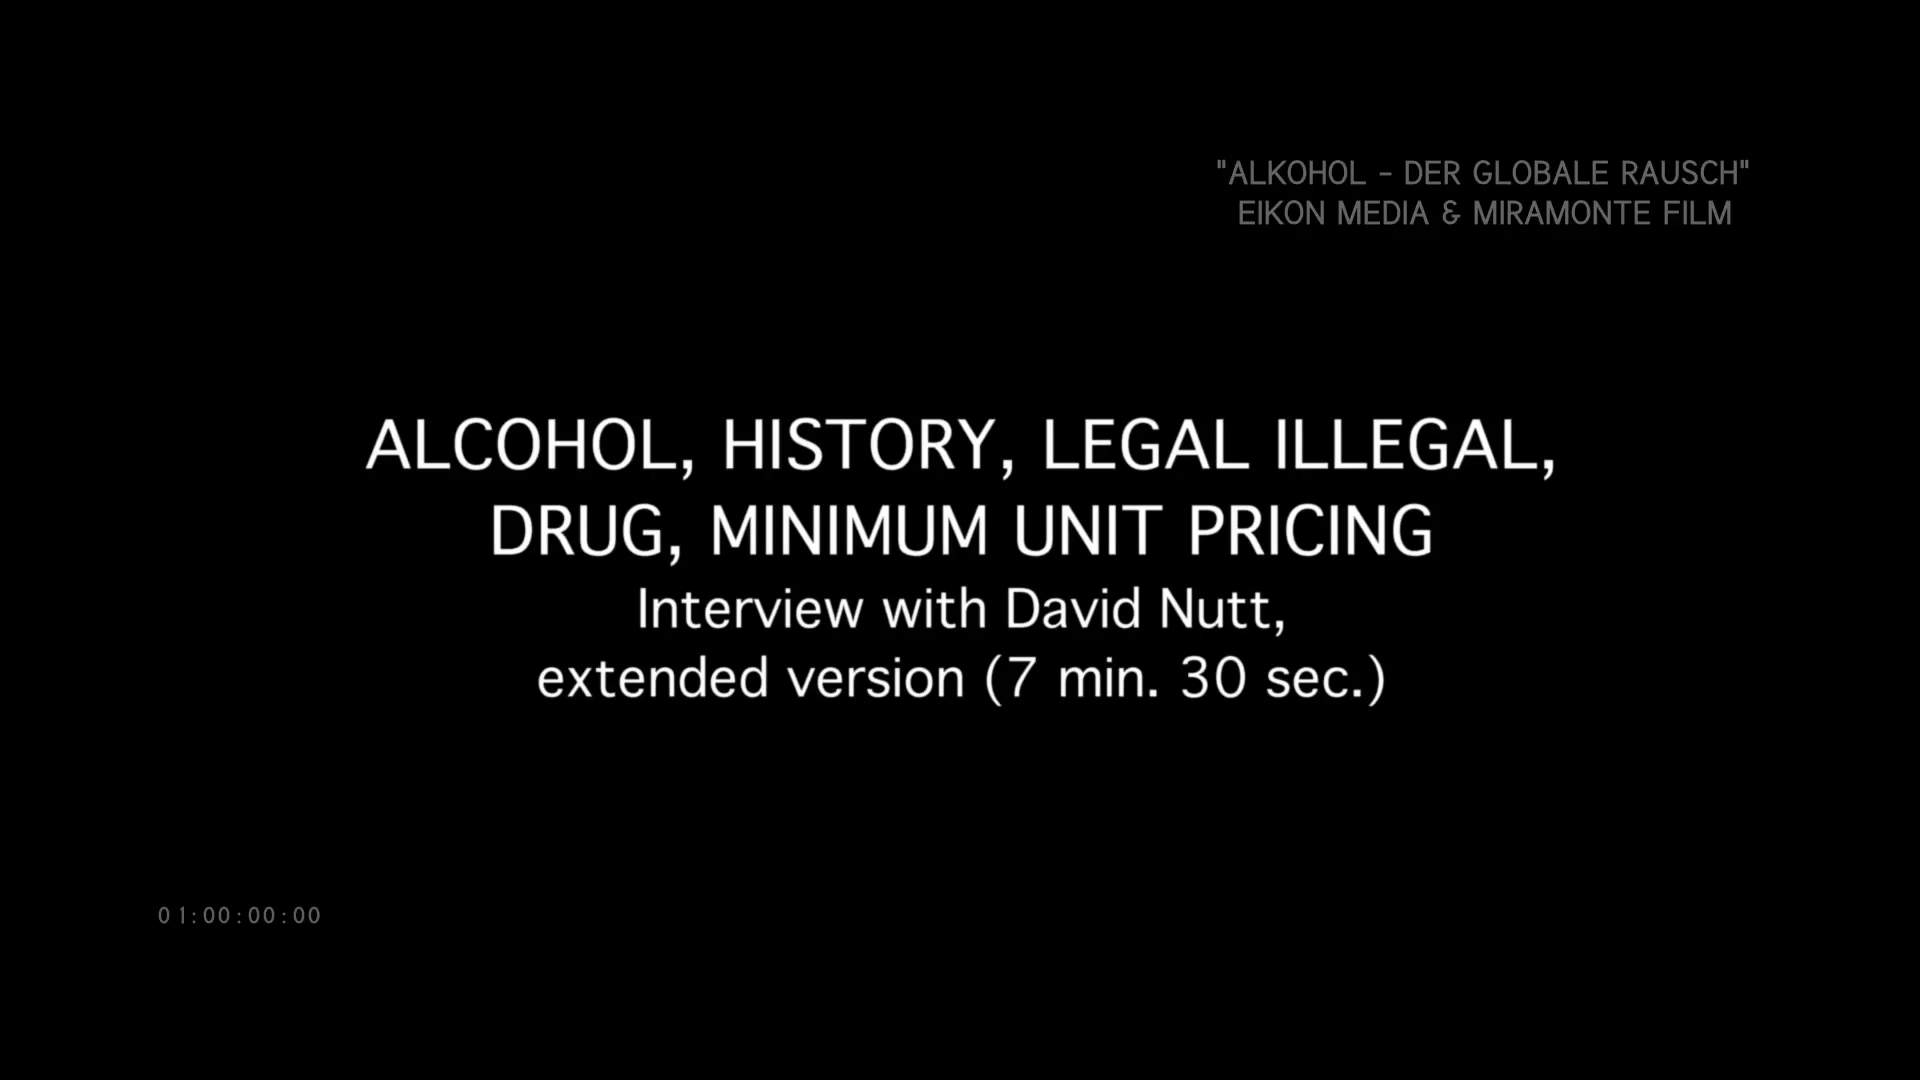 "ALKOHOL - DER GLOBALE RAUSCH"
EIKON MEDIA & MIRAMONTE FILM
ALCOHOL, HISTORY, LEGAL ILLEGAL,
DRUG, MINIMUM UNIT PRICING
Interview with David Nutt,
extended version (7 min. 30 sec.)
01:00:00:00